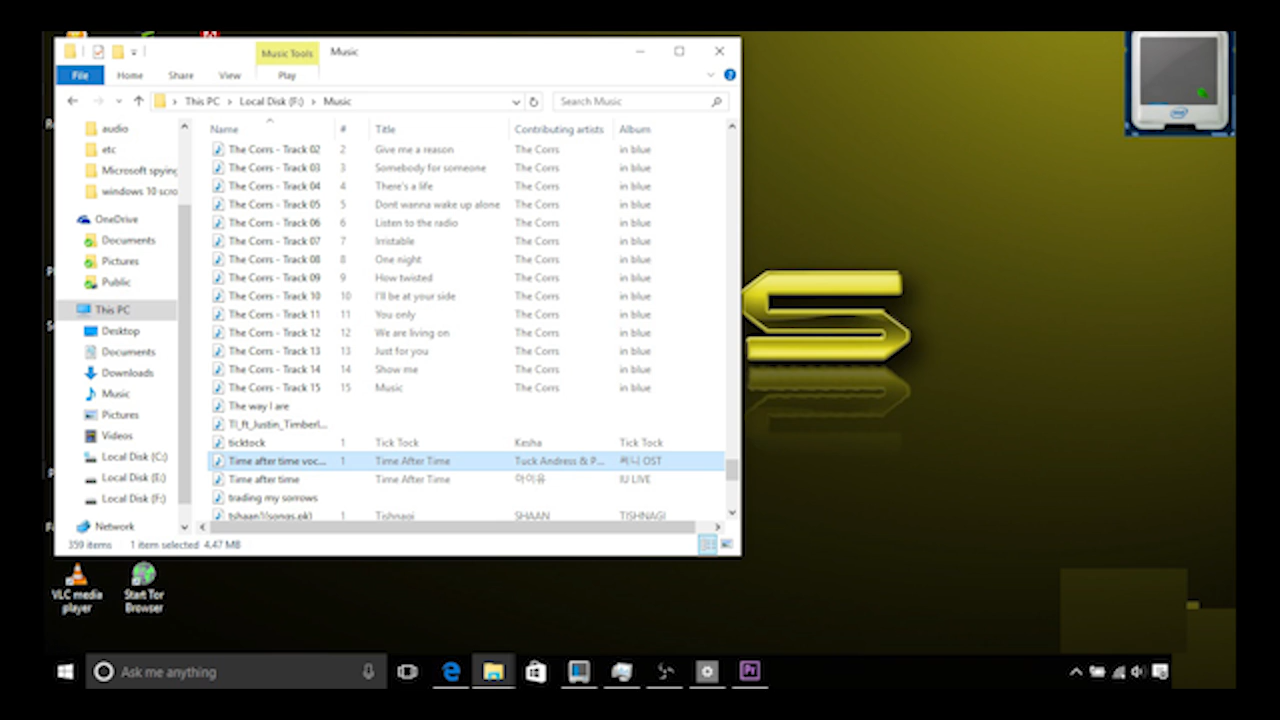 Music Tools Music
File Home Share View Play
This PC Local Disk (F:) Music Search Music
audio
etc
Microsoft spying
windows 10 scro
OneDrive
Documents
Pictures
Public
This PC
Desktop
Documents
Downloads
Music
Pictures
Videos
Local Disk (C:)
Local Disk (E:)
Local Disk (F:)
Network
Name # Title Contributing artists Album
The Corrs - Track 02 2 Give me a reason The Corrs in blue
The Corrs - Track 03 3 Somebody for someone The Corrs in blue
The Corrs - Track 04 4 There's a life The Corrs in blue
The Corrs - Track 05 5 Dont wanna wake up alone The Corrs in blue
The Corrs - Track 06 6 Listen to the radio The Corrs in blue
The Corrs - Track 07 7 Irristable The Corrs in blue
The Corrs - Track 08 8 One night The Corrs in blue
The Corrs - Track 09 9 How twisted The Corrs in blue
The Corrs - Track 10 10 I'll be at your side The Corrs in blue
The Corrs - Track 11 11 You only The Corrs in blue
The Corrs - Track 12 12 We are living on The Corrs in blue
The Corrs - Track 13 13 Just for you The Corrs in blue
The Corrs - Track 14 14 Show me The Corrs in blue
The Corrs - Track 15 15 Music The Corrs in blue
The way I are
TI_ft_Justin_Timberl...
ticktock 1 Tick Tock Kesha Tick Tock
Time after time voc... 1 Time After Time Tuck Andress & P... OST
Time after time Time After Time 아이유 IU LIVE
trading my sorrows
tshaan1(songs.pk) 1 Tishnagi SHAAN TISHNAGI
359 items 1 item selected 4.47 MB
intel
S
VLC media
player
Start Tor
Browser
Ask me anything
Pr